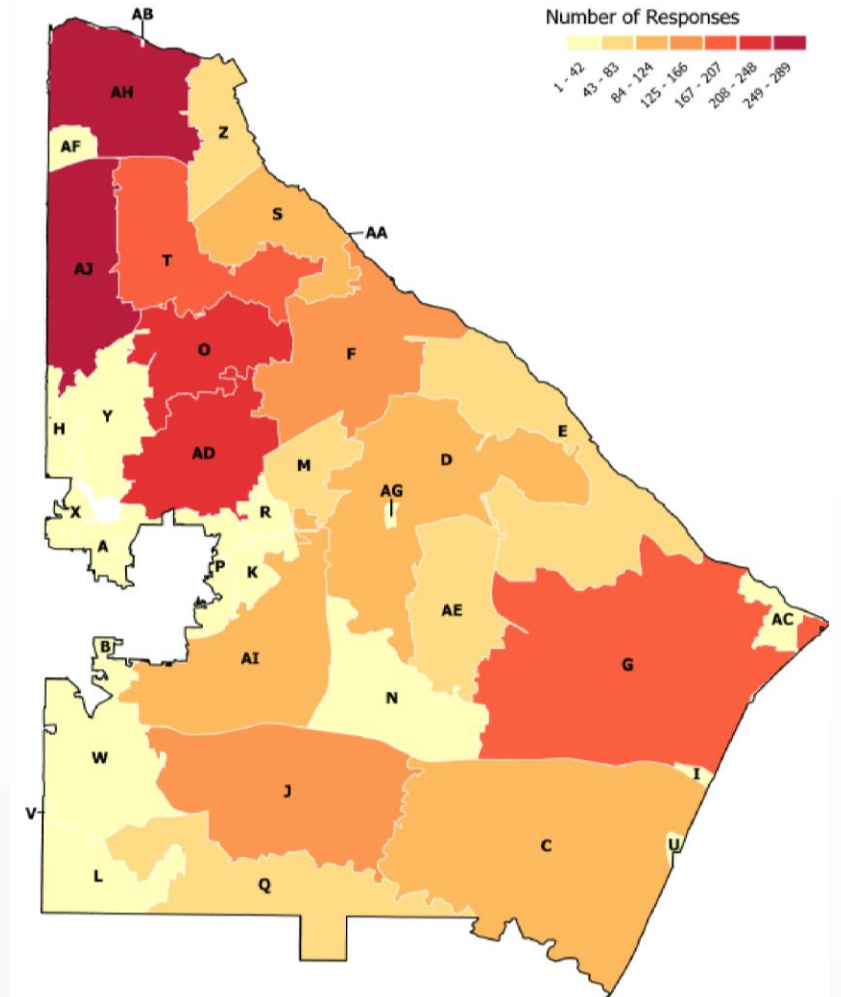 AB
Number of Responses
1 - 42
43 - 83
84 - 124
125 - 166
167 - 207
208 - 248
249 - 289
AH
Z
AF
S
AA
T
AJ
O
F
Y
H
E
AD
D
M
AG
X
R
A
P
K
AE
AC
B
AI
G
N
W
I
J
V
C
U
L
Q